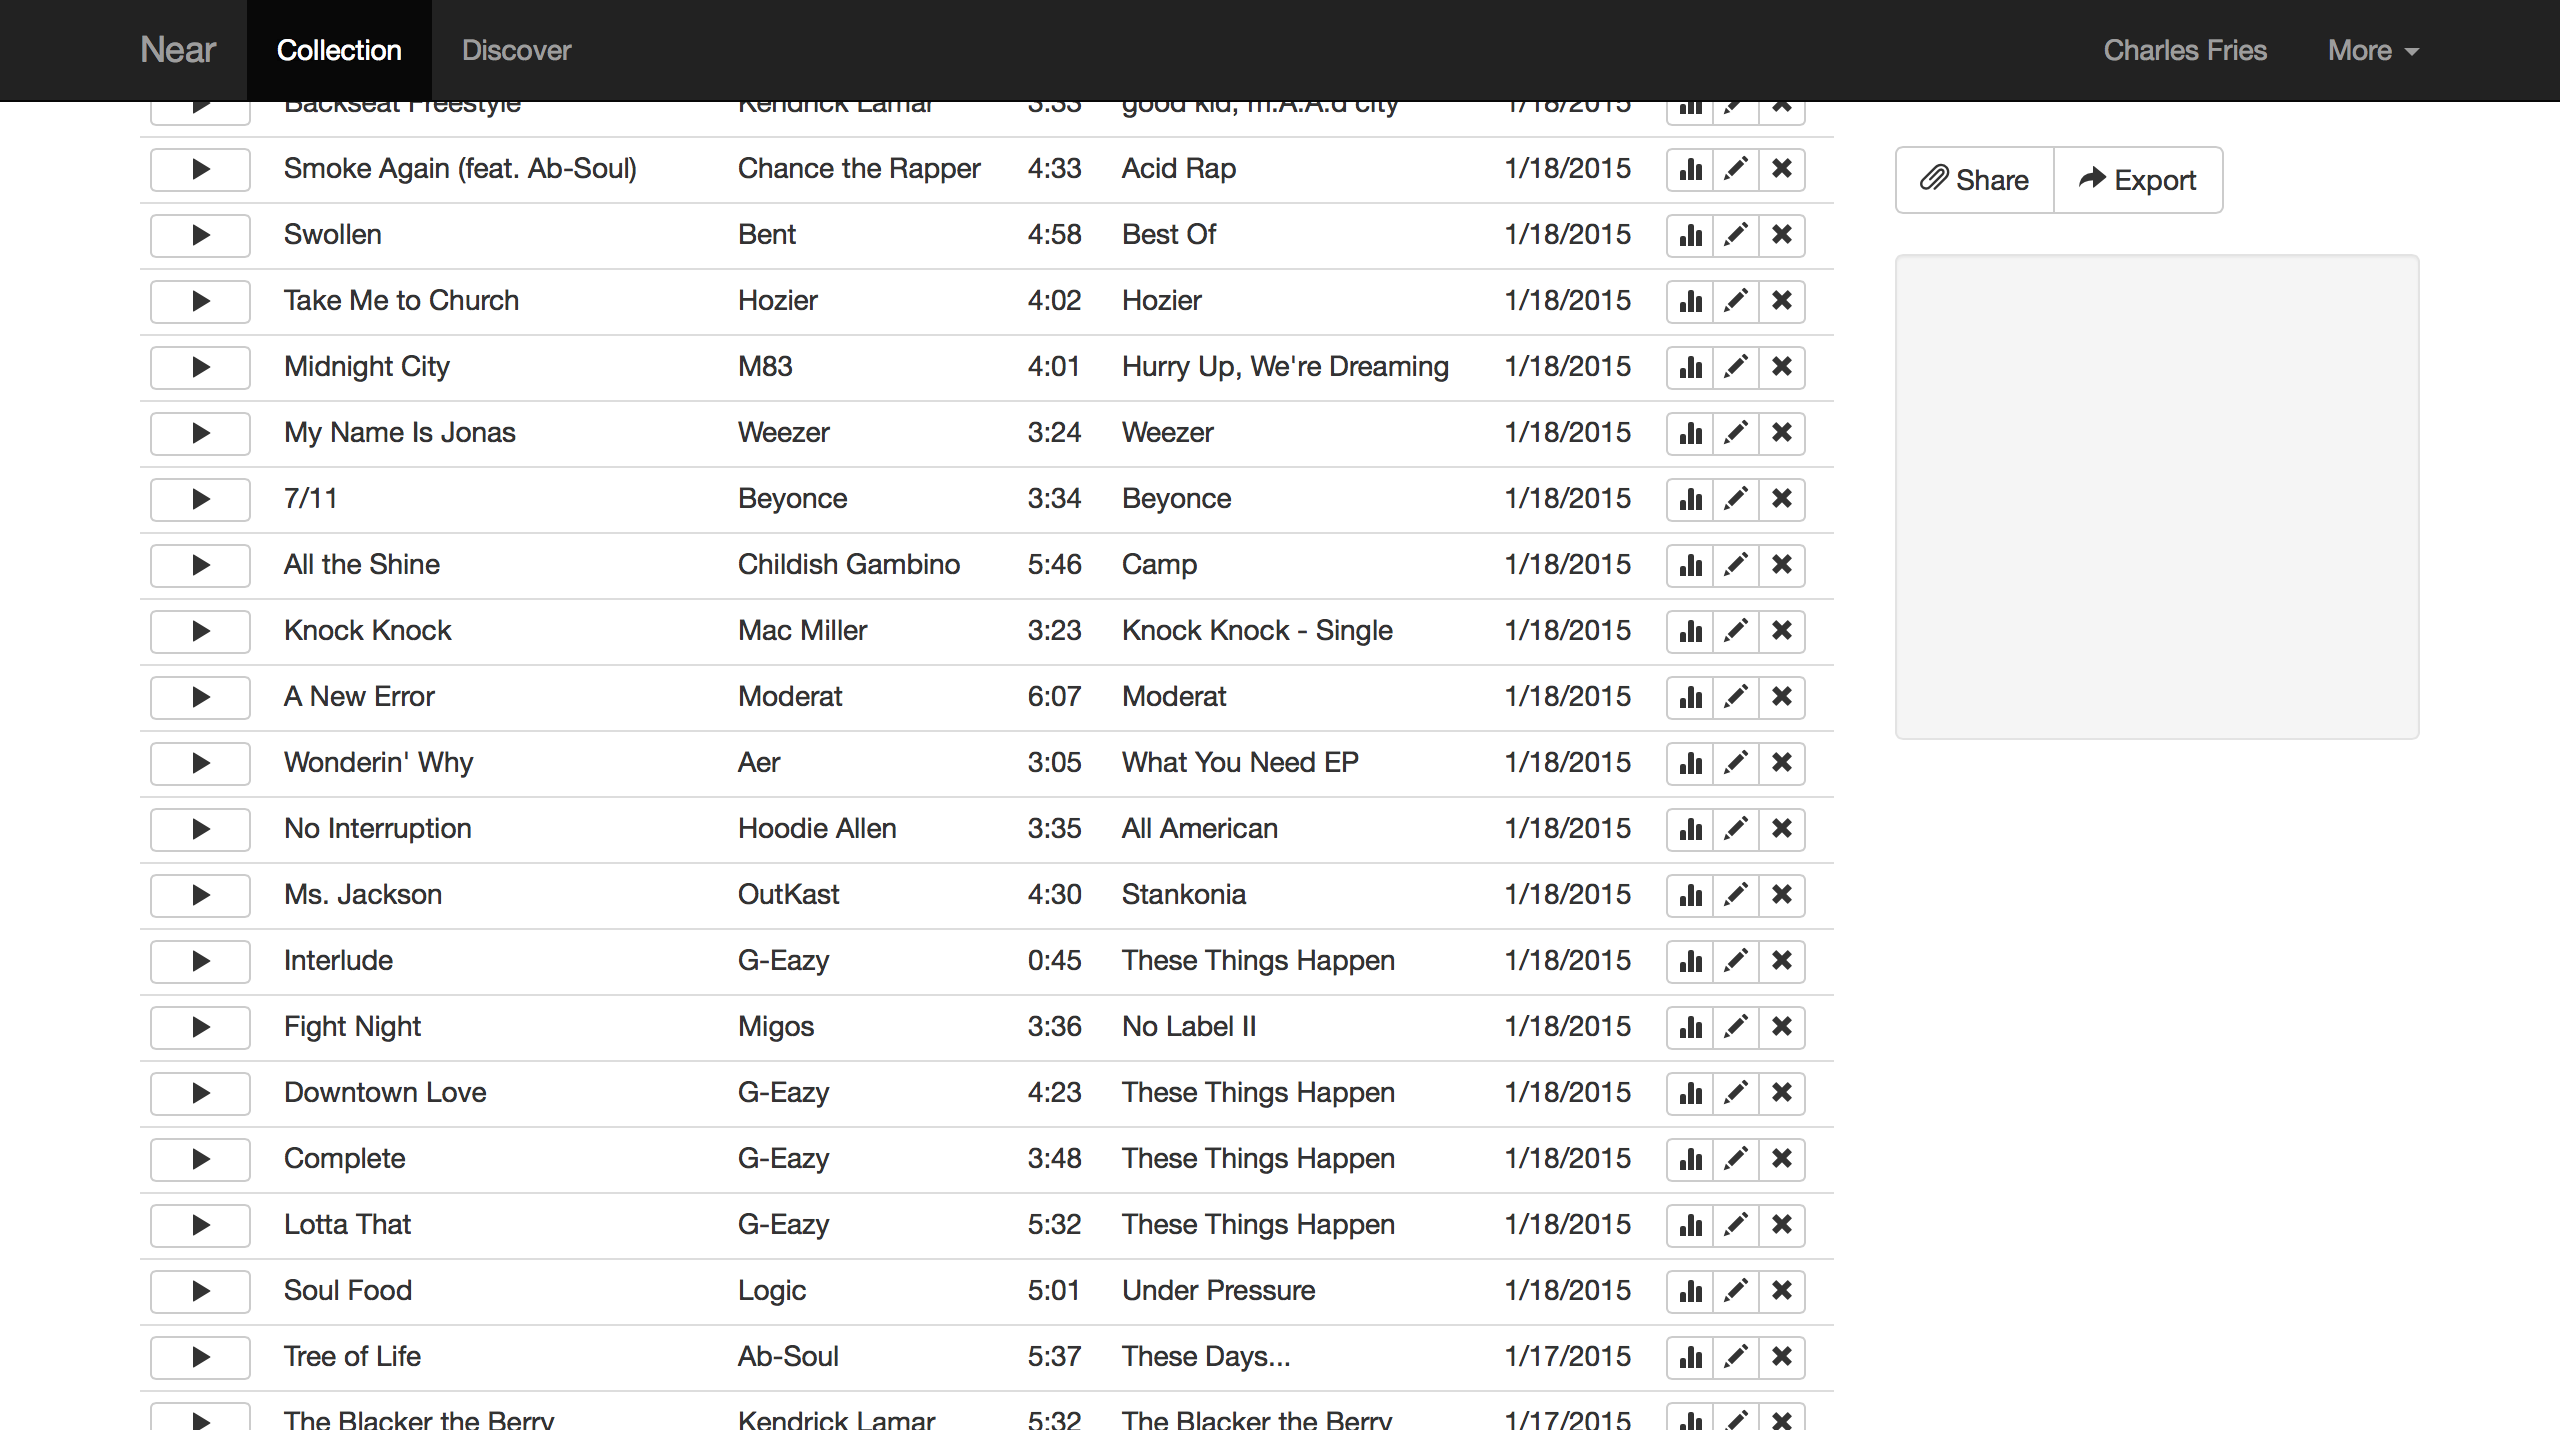 Near Collection Discover Charles Fries More
Backseat Freestyle Kendrick Lamar 3:33 good kid, m.A.A.d city 1/18/2015
Smoke Again (feat. Ab-Soul) Chance the Rapper 4:33 Acid Rap 1/18/2015
Share Export
Swollen Bent 4:58 Best Of 1/18/2015
Take Me to Church Hozier 4:02 Hozier 1/18/2015
Midnight City M83 4:01 Hurry Up, We're Dreaming 1/18/2015
My Name Is Jonas Weezer 3:24 Weezer 1/18/2015
7/11 Beyonce 3:34 Beyonce 1/18/2015
All the Shine Childish Gambino 5:46 Camp 1/18/2015
Knock Knock Mac Miller 3:23 Knock Knock - Single 1/18/2015
A New Error Moderat 6:07 Moderat 1/18/2015
Wonderin' Why Aer 3:05 What You Need EP 1/18/2015
No Interruption Hoodie Allen 3:35 All American 1/18/2015
Ms. Jackson OutKast 4:30 Stankonia 1/18/2015
Interlude G-Eazy 0:45 These Things Happen 1/18/2015
Fight Night Migos 3:36 No Label II 1/18/2015
Downtown Love G-Eazy 4:23 These Things Happen 1/18/2015
Complete G-Eazy 3:48 These Things Happen 1/18/2015
Lotta That G-Eazy 5:32 These Things Happen 1/18/2015
Soul Food Logic 5:01 Under Pressure 1/18/2015
Tree of Life Ab-Soul 5:37 These Days... 1/17/2015
The Blacker the Berry Kendrick Lamar 5:32 The Blacker the Berry 1/17/2015